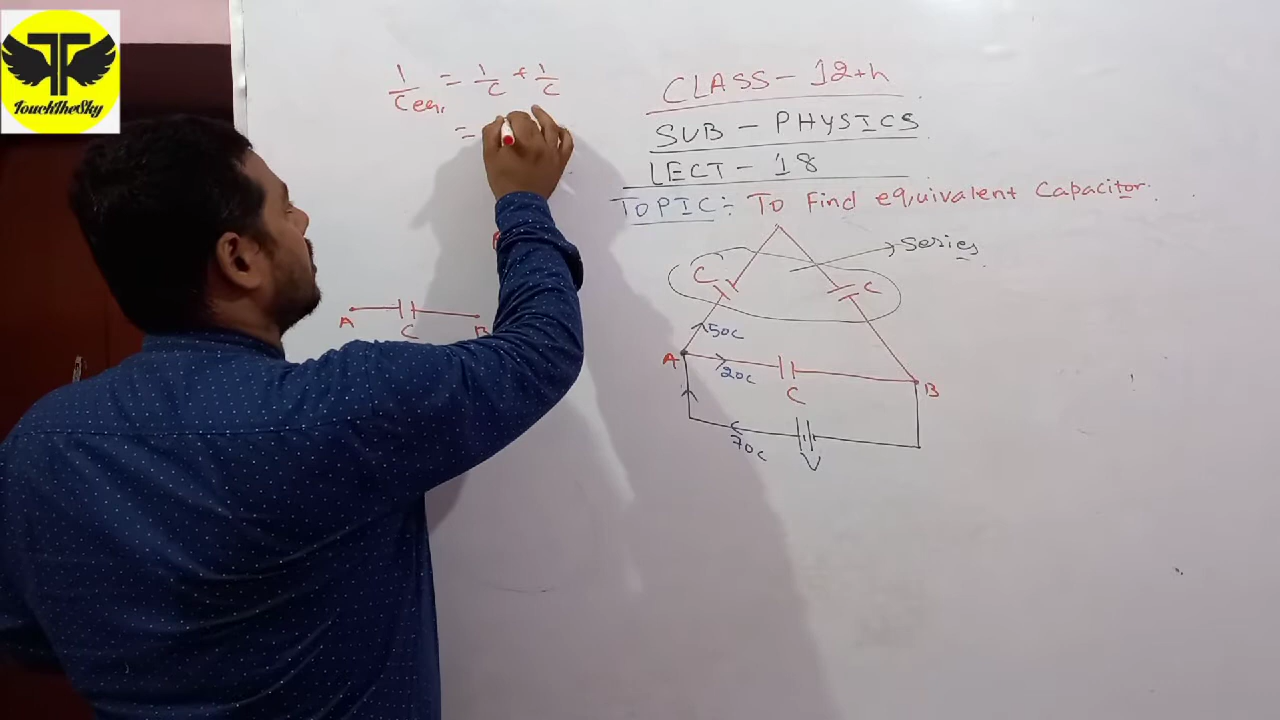 TouchTheSky
1/Ceq. = 1/C + 1/C
=
CLASS - 12th
SUB - PHYSICS
LECT - 18
TOPIC :- To Find equivalent Capacitor.
Series
C
C
50C
A
20C
C
B
70C
V
A
C
B